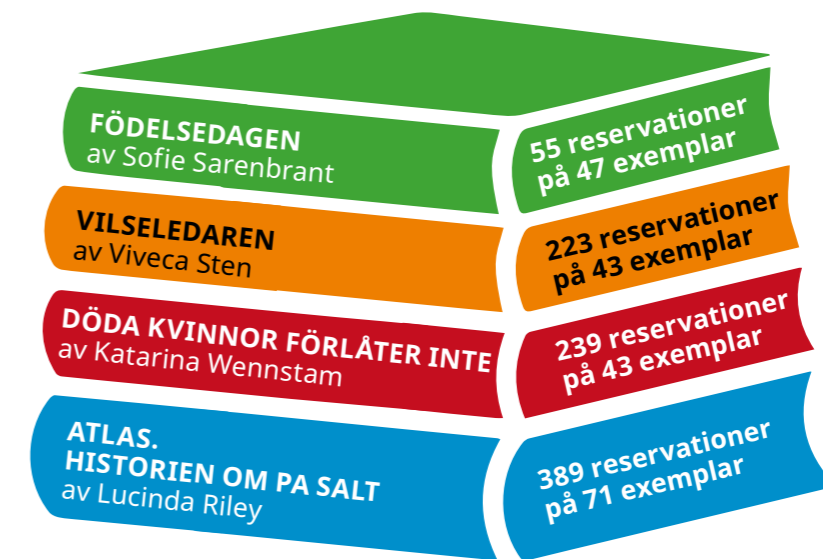 FÖDELSEDAGEN
av Sofie Sarenbrant
55 reservationer
på 47 exemplar
VILSELEDAREN
av Viveca Sten
223 reservationer
på 43 exemplar
DÖDA KVINNOR FÖRLÅTER INTE
av Katarina Wennstam
239 reservationer
på 43 exemplar
ATLAS.
HISTORIEN OM PA SALT
av Lucinda Riley
389 reservationer
på 71 exemplar